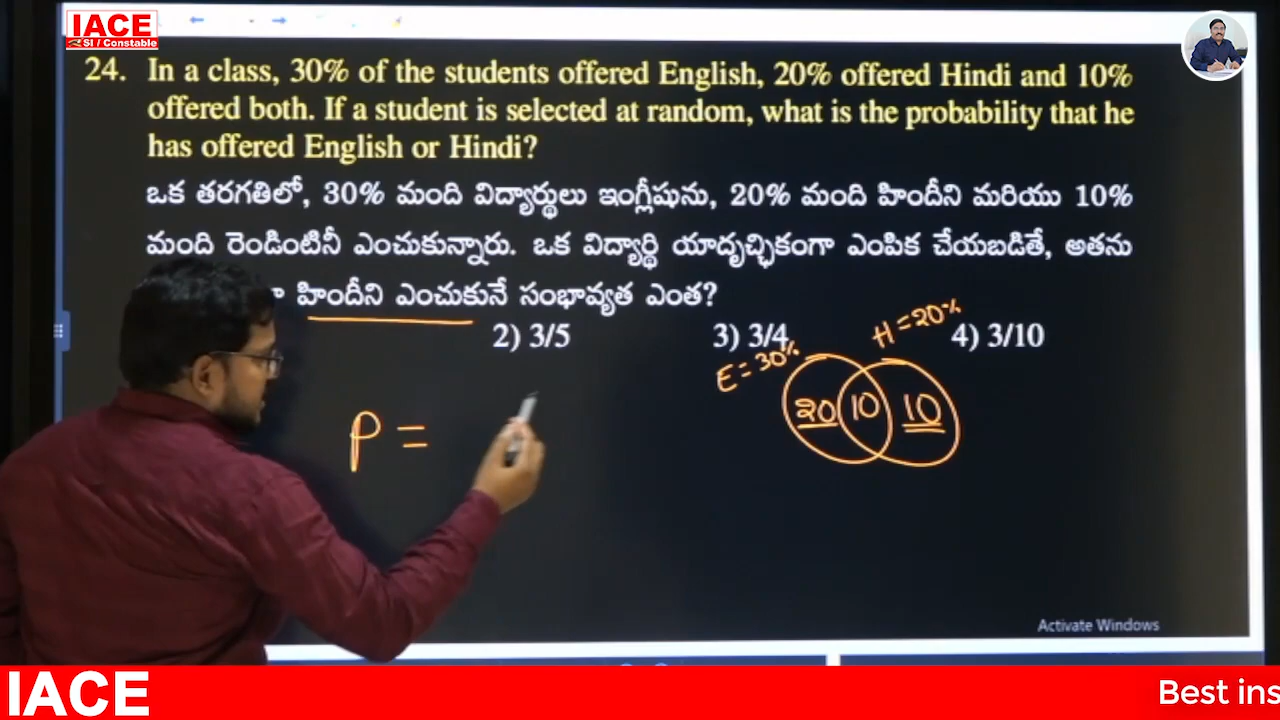 IACE
SI / Constable
24. In a class, 30% of the students offered English, 20% offered Hindi and 10%
offered both. If a student is selected at random, what is the probability that he
has offered English or Hindi?
ఒక తరగతిలో, 30% మంది విద్యార్థులు ఇంగ్లీషును, 20% మంది హిందీని మరియు 10%
మంది రెండింటినీ ఎంచుకున్నారు. ఒక విద్యార్థి యాదృచ్ఛికంగా ఎంపిక చేయబడితే, అతను
హిందీని ఎంచుకునే సంభావ్యత ఎంత?
2) 3/5 3) 3/4 4) 3/10
E = 30% H = 20%
20 10 10
P =
Activate Windows
IACE
Best ins